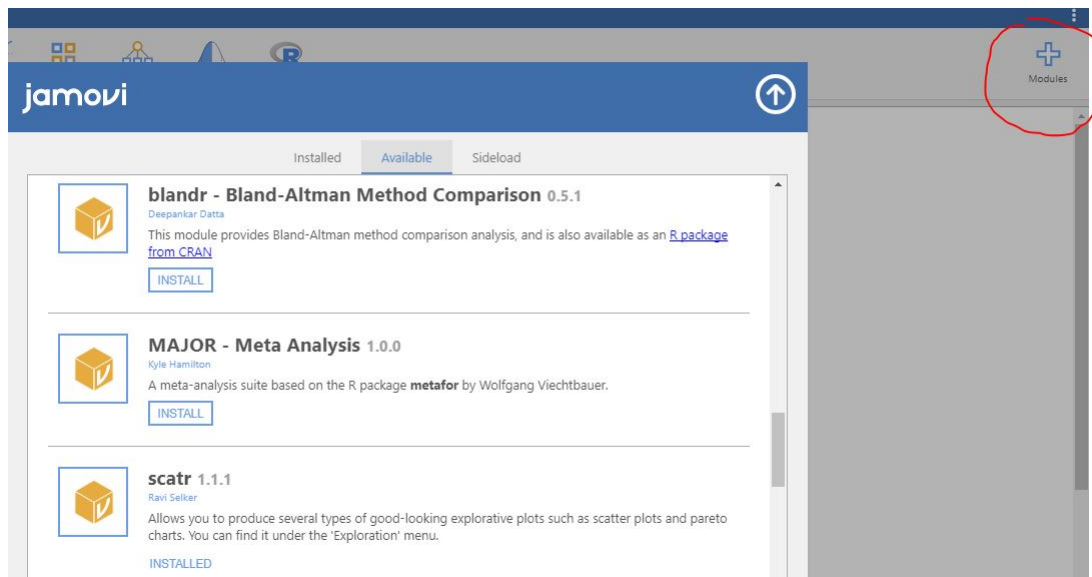 R
Modules
jamovi
Installed Available Sideload
blandr - Bland-Altman Method Comparison 0.5.1
Deepankar Datta
This module provides Bland-Altman method comparison analysis, and is also available as an R package
from CRAN
INSTALL
MAJOR - Meta Analysis 1.0.0
Kyle Hamilton
A meta-analysis suite based on the R package metafor by Wolfgang Viechtbauer.
INSTALL
scatr 1.1.1
Ravi Selker
Allows you to produce several types of good-looking explorative plots such as scatter plots and pareto
charts. You can find it under the 'Exploration' menu.
INSTALLED